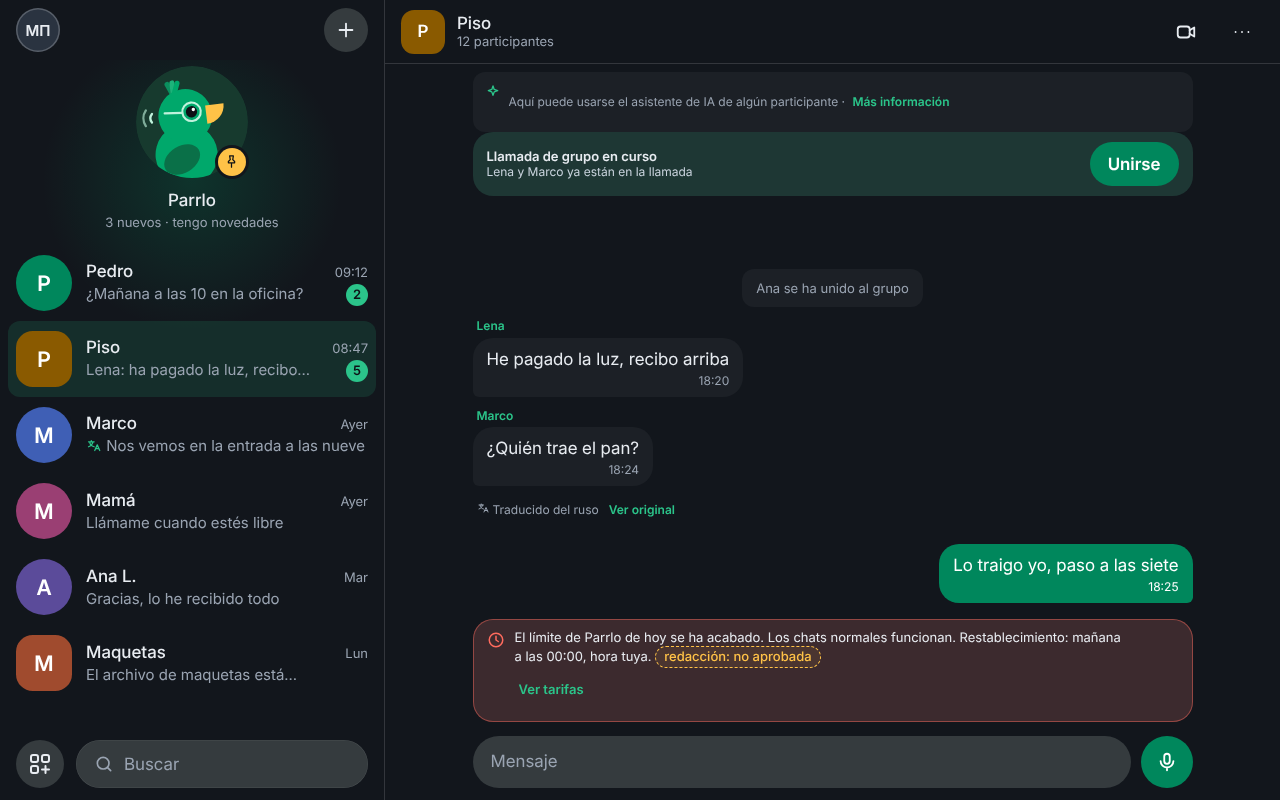 МП
Parrlo
3 nuevos · tengo novedades
P
Pedro
09:12
¿Mañana a las 10 en la oficina?
2
P
Piso
08:47
Lena: ha pagado la luz, recibo...
5
M
Marco
Ayer
Nos vemos en la entrada a las nueve
M
Mamá
Ayer
Llámame cuando estés libre
A
Ana L.
Mar
Gracias, lo he recibido todo
M
Maquetas
Lun
El archivo de maquetas está...
Buscar
P
Piso
12 participantes
Aquí puede usarse el asistente de IA de algún participante · Más información
Llamada de grupo en curso
Lena y Marco ya están en la llamada
Unirse
Ana se ha unido al grupo
Lena
He pagado la luz, recibo arriba
18:20
Marco
¿Quién trae el pan?
18:24
Traducido del ruso Ver original
Lo traigo yo, paso a las siete
18:25
El límite de Parrlo de hoy se ha acabado. Los chats normales funcionan. Restablecimiento: mañana
a las 00:00, hora tuya. redacción: no aprobada
Ver tarifas
Mensaje